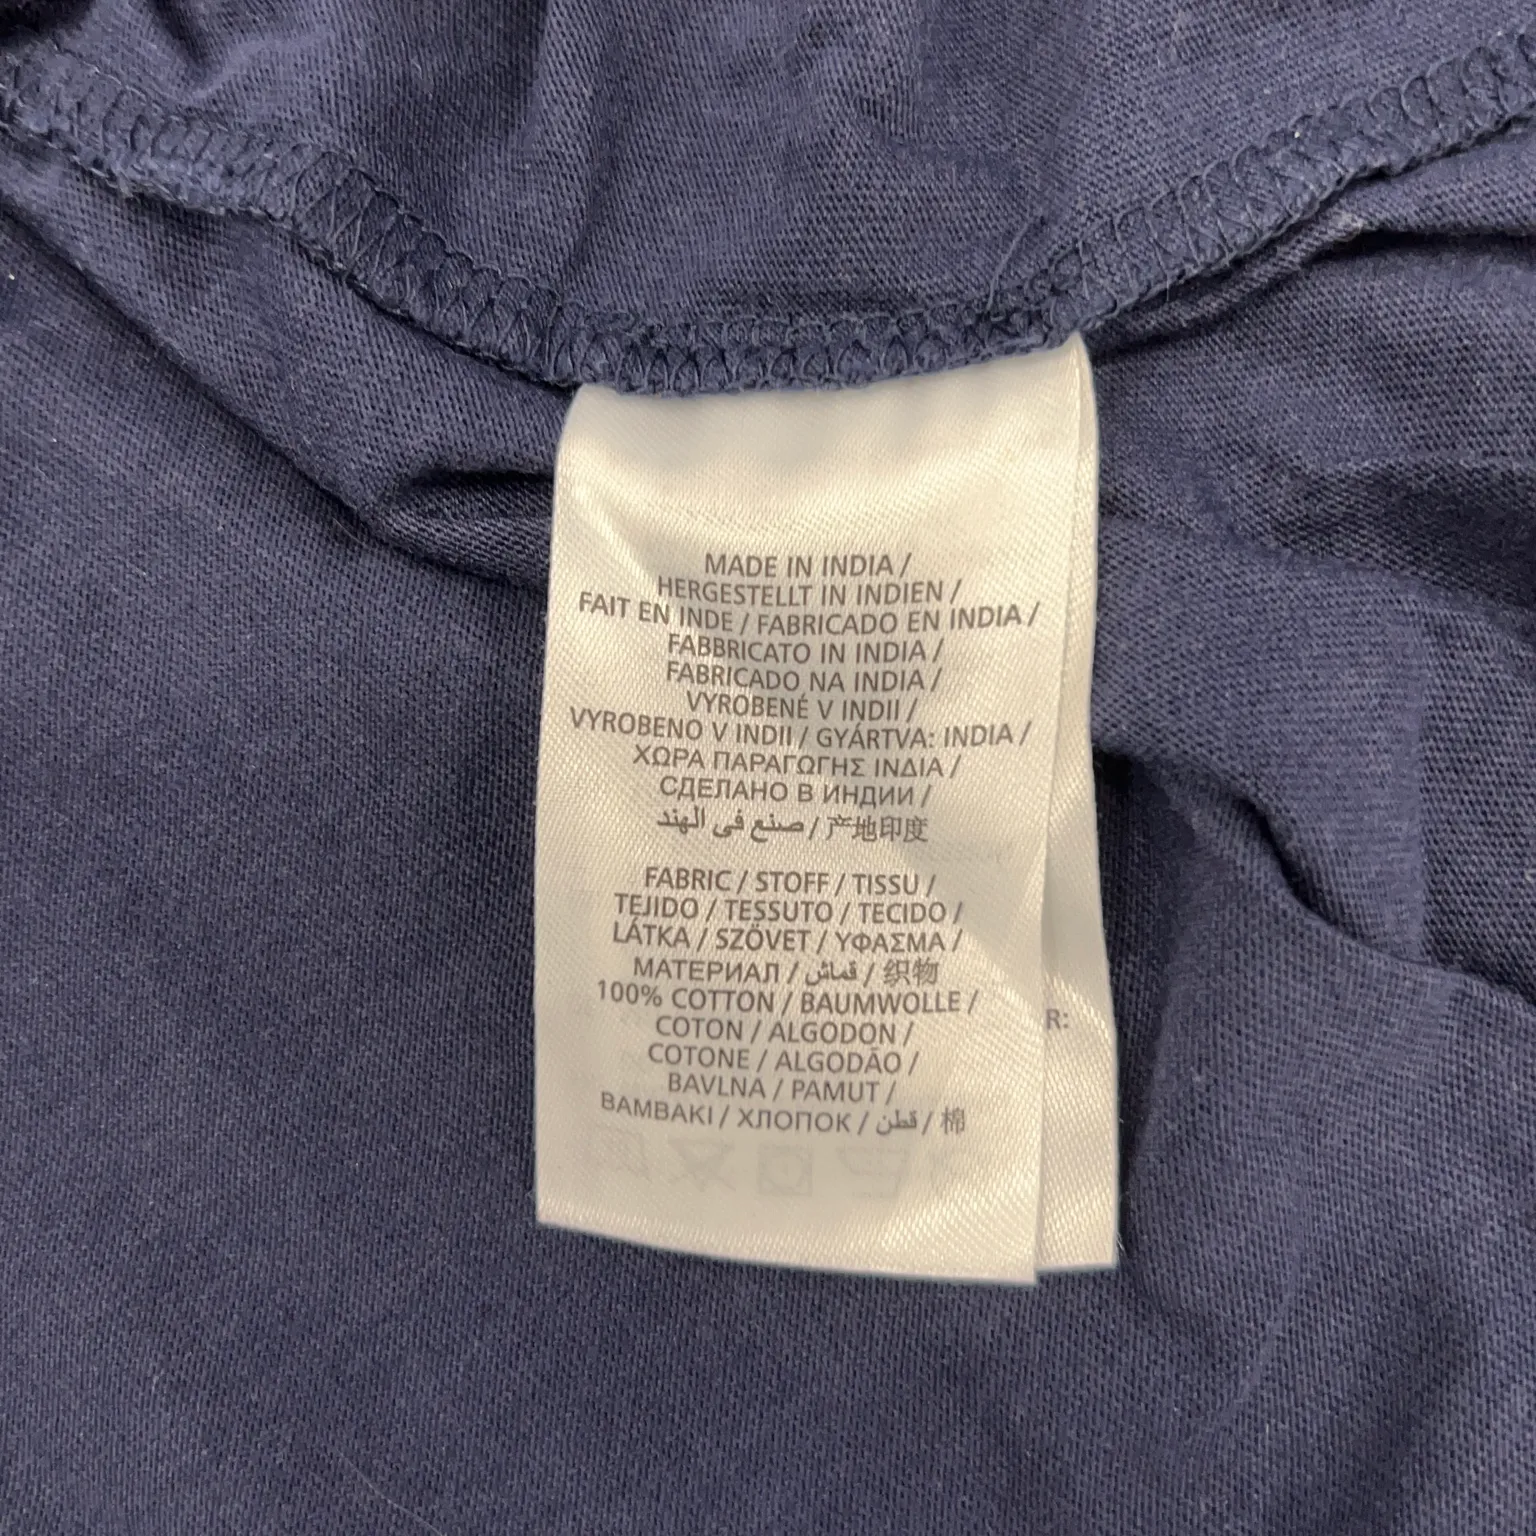 MADE IN INDIA /
HERGESTELLT IN INDIEN /
FAIT EN INDE / FABRICADO EN INDIA /
FABBRICATO IN INDIA /
FABRICADO NA INDIA /
VYROBENÉ V INDII /
VYROBENO V INDII / GYÁRTVA: INDIA /
ΧΩΡΑ ΠΑΡΑΓΩΓΗΣ ΙΝΔΙΑ /
СДЕЛАНО В ИНДИИ /
صنع في الهند / 产地印度
FABRIC / STOFF / TISSU /
TEJIDO / TESSUTO / TECIDO /
LÁTKA / SZÖVET / ΥΦΑΣΜΑ /
МАТЕРИАЛ / قماش / 织物
100% COTTON / BAUMWOLLE /
COTON / ALGODON /
COTONE / ALGODÃO /
BAVLNA / PAMUT /
ΒΑΜΒΑΚΙ / ХЛОПОК / قطن / 棉
R: